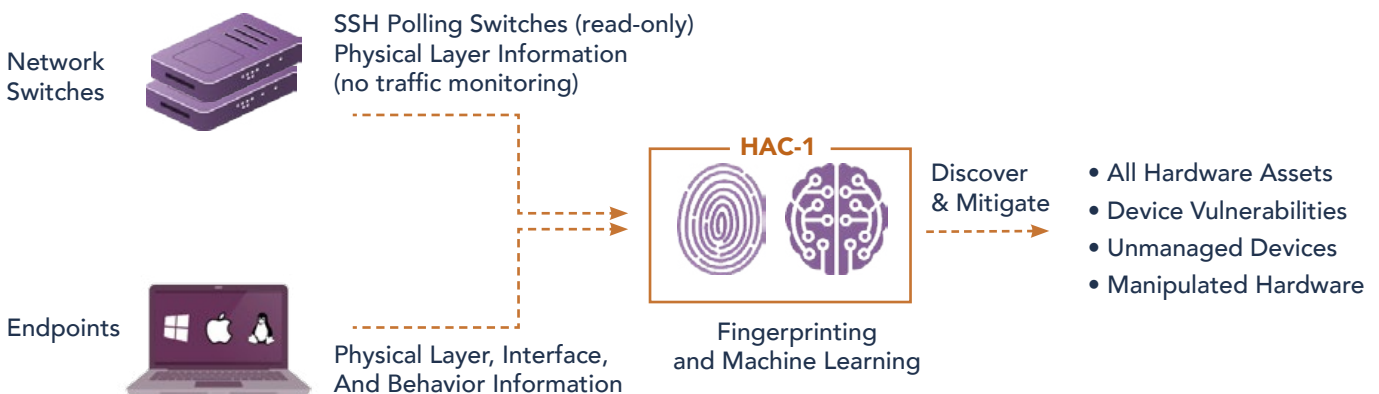 Network
Switches
SSH Polling Switches (read-only)
Physical Layer Information
(no traffic monitoring)
HAC-1
Fingerprinting
and Machine Learning
Discover
& Mitigate
• All Hardware Assets
• Device Vulnerabilities
• Unmanaged Devices
• Manipulated Hardware
Endpoints
Physical Layer, Interface,
And Behavior Information